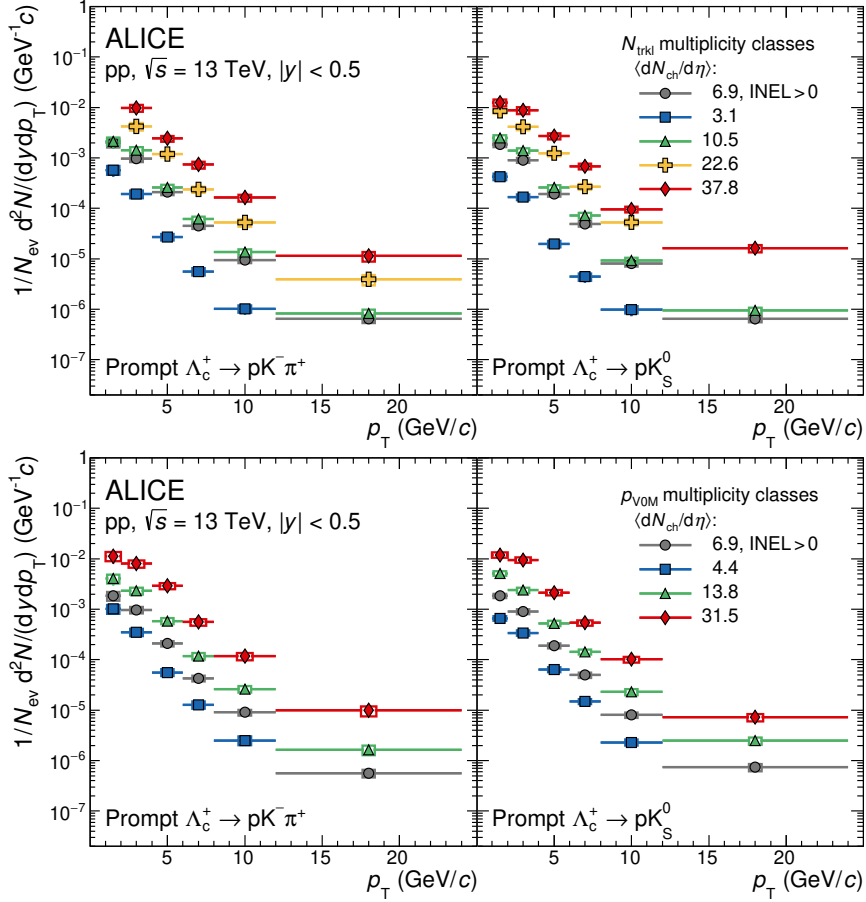 1/N_ev d²N/(dydp_T) (GeV⁻¹c)
1
10⁻¹
10⁻²
10⁻³
10⁻⁴
10⁻⁵
10⁻⁶
10⁻⁷
ALICE
pp, √s = 13 TeV, |y| < 0.5
Prompt Λ_c⁺ → pK⁻π⁺
5 10 15 20
p_T (GeV/c)
N_trkl multiplicity classes
⟨dN_ch/dη⟩:
6.9, INEL > 0
3.1
10.5
22.6
37.8
Prompt Λ_c⁺ → pK_S⁰
5 10 15 20
p_T (GeV/c)
1/N_ev d²N/(dydp_T) (GeV⁻¹c)
1
10⁻¹
10⁻²
10⁻³
10⁻⁴
10⁻⁵
10⁻⁶
10⁻⁷
ALICE
pp, √s = 13 TeV, |y| < 0.5
Prompt Λ_c⁺ → pK⁻π⁺
5 10 15 20
p_T (GeV/c)
p_V0M multiplicity classes
⟨dN_ch/dη⟩:
6.9, INEL > 0
4.4
13.8
31.5
Prompt Λ_c⁺ → pK_S⁰
5 10 15 20
p_T (GeV/c)